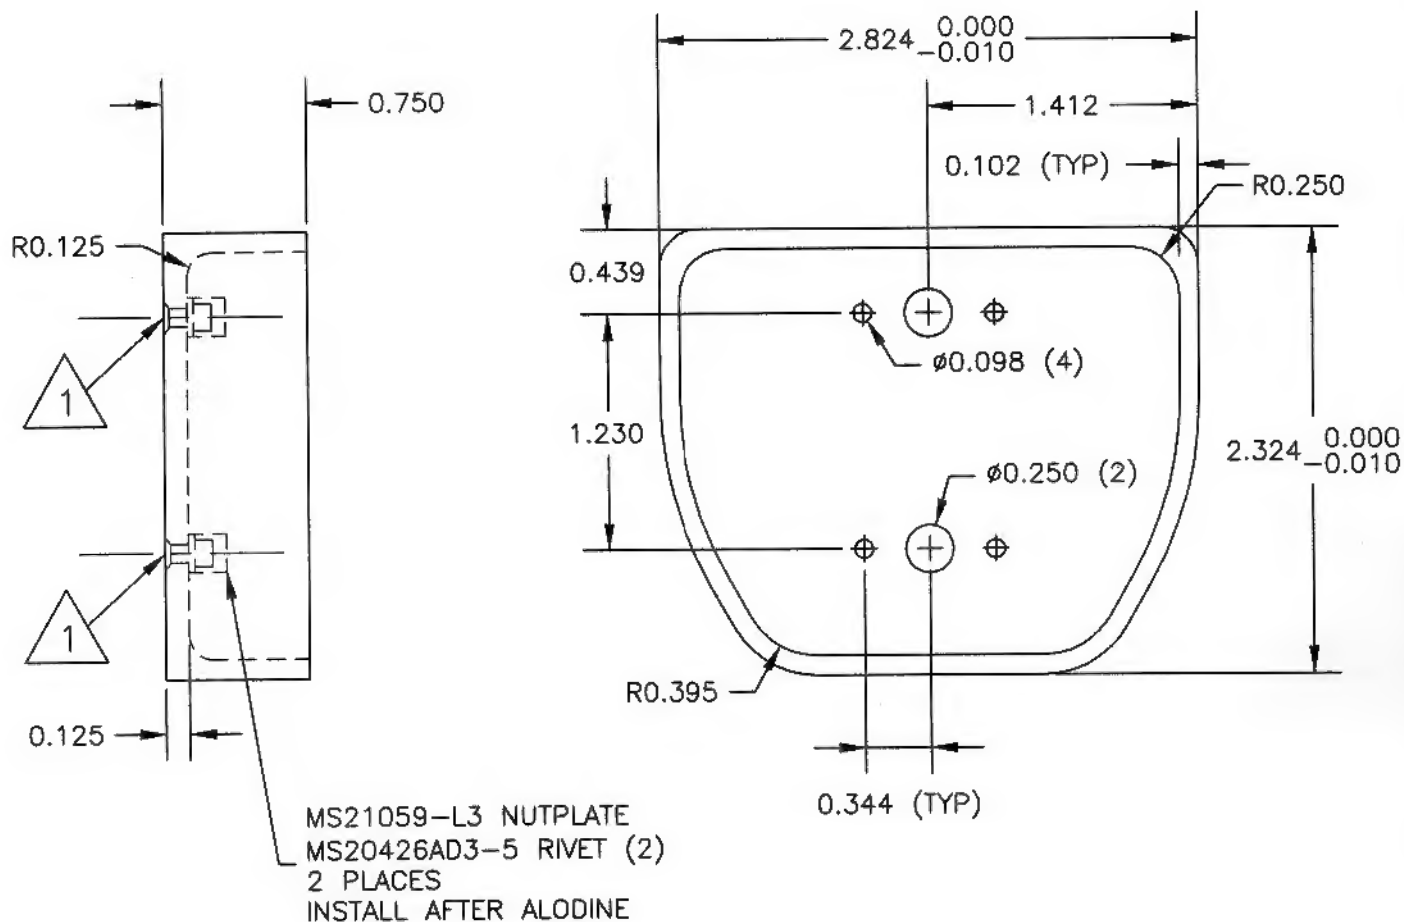 2.824 0.000
-0.010
0.750
1.412
0.102 (TYP)
R0.250
R0.125
0.439
ø0.098 (4)
1
1.230
2.324 0.000
-0.010
ø0.250 (2)
1
R0.395
0.125
0.344 (TYP)
MS21059-L3 NUTPLATE
MS20426AD3-5 RIVET (2)
2 PLACES
INSTALL AFTER ALODINE